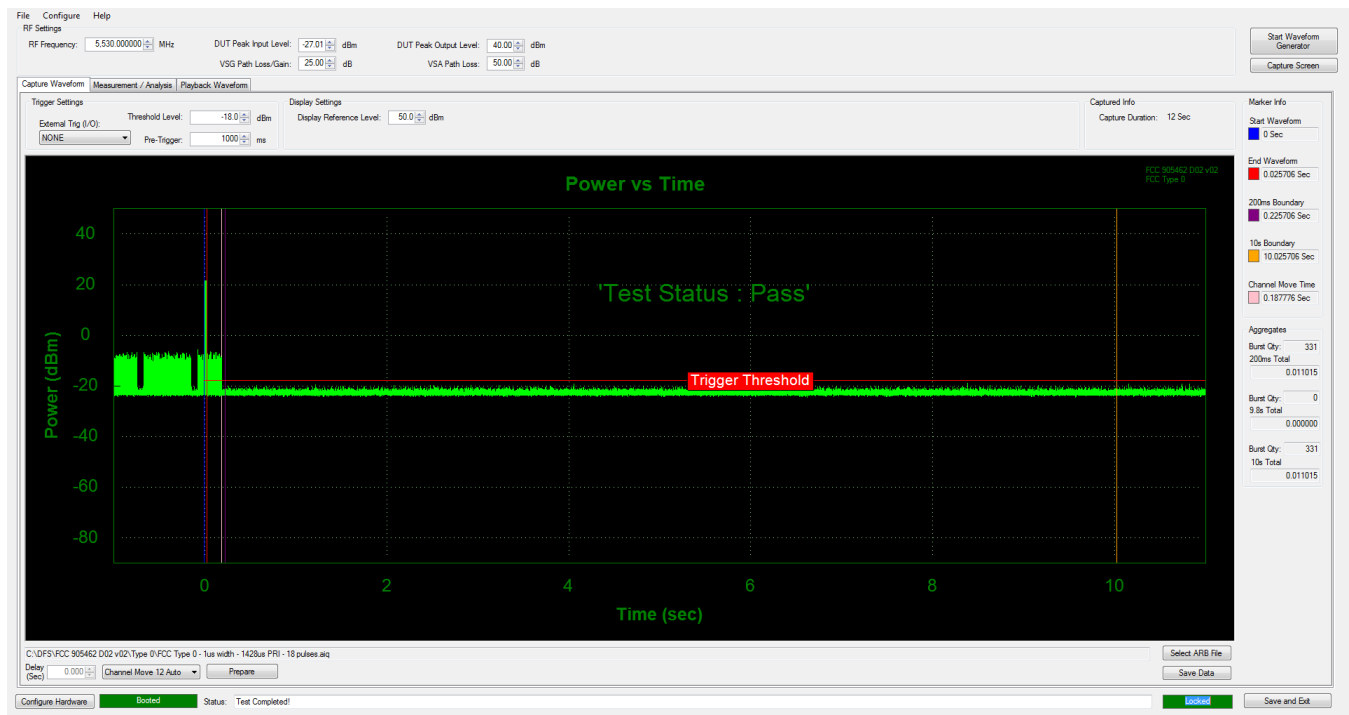 File Configure Help
RF Settings
RF Frequency: 5,530.000000 MHz DUT Peak Input Level: -27.01 dBm DUT Peak Output Level: 40.00 dBm
VSG Path Loss/Gain: 25.00 dB VSA Path Loss: 50.00 dB
Start Waveform Generator
Capture Screen
Capture Waveform Measurement / Analysis Playback Waveform
Trigger Settings
External Trig (I/O):
NONE
Threshold Level: -18.0 dBm
Pre-Trigger: 1000 ms
Display Settings
Display Reference Level: 50.0 dBm
Captured Info
Capture Duration: 12 Sec
Marker Info
Start Waveform
0 Sec
End Waveform
0.025706 Sec
200ms Boundary
0.225706 Sec
10s Boundary
10.025706 Sec
Channel Move Time
0.187776 Sec
Aggregates
Burst Qty: 331
200ms Total
0.011015
Burst Qty: 0
9.8s Total
0.000000
Burst Qty: 331
10s Total
0.011015
Power vs Time
FCC 905462 D02 v02
FCC Type 0
'Test Status : Pass'
Trigger Threshold
Power (dBm)
40
20
0
-20
-40
-60
-80
0 2 4 6 8 10
Time (sec)
C:\DFS\FCC 905462 D02 v02\Type 0\FCC Type 0 - 1us width - 1428us PRI - 18 pulses.aiq
Select ARB File
Delay (Sec) 0.000 Channel Move 12 Auto Prepare
Save Data
Configure Hardware Booted Status: Test Completed! Locked Save and Exit